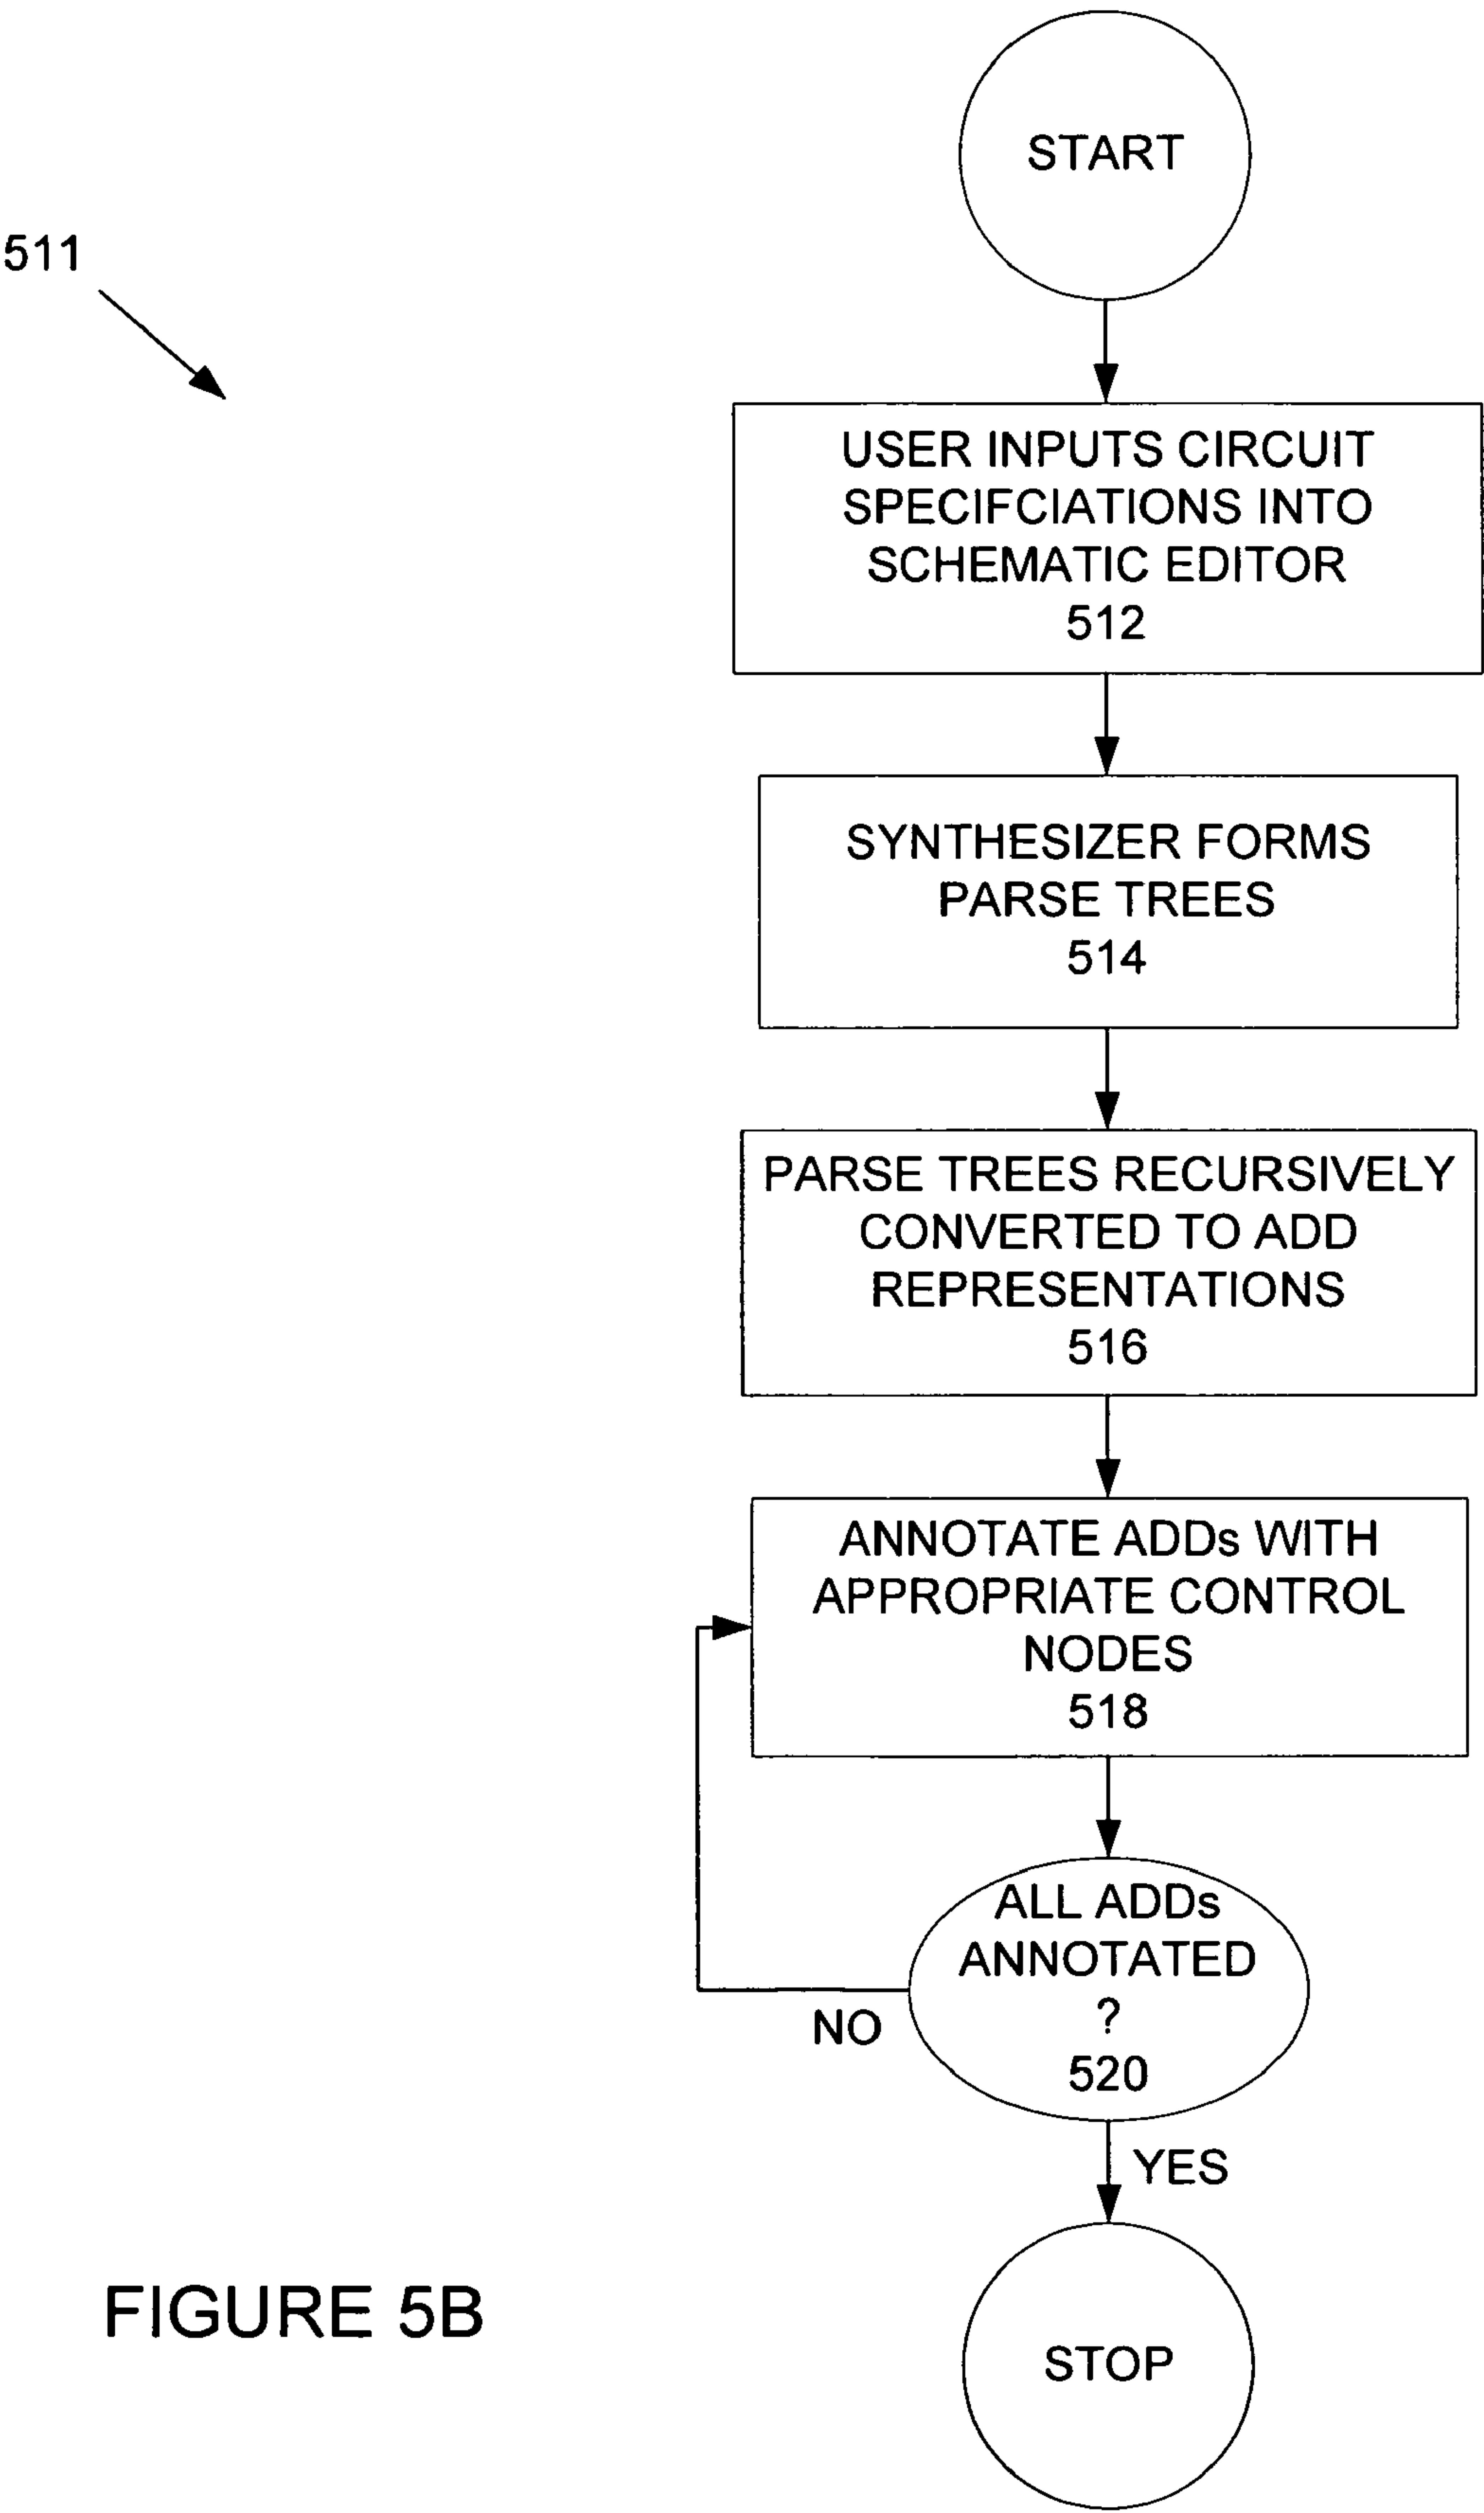 START
511
USER INPUTS CIRCUIT
SPECIFCIATIONS INTO
SCHEMATIC EDITOR
512
SYNTHESIZER FORMS
PARSE TREES
514
PARSE TREES RECURSIVELY
CONVERTED TO ADD
REPRESENTATIONS
516
ANNOTATE ADDs WITH
APPROPRIATE CONTROL
NODES
518
ALL ADDs
ANNOTATED
?
520
NO
YES
STOP
FIGURE 5B